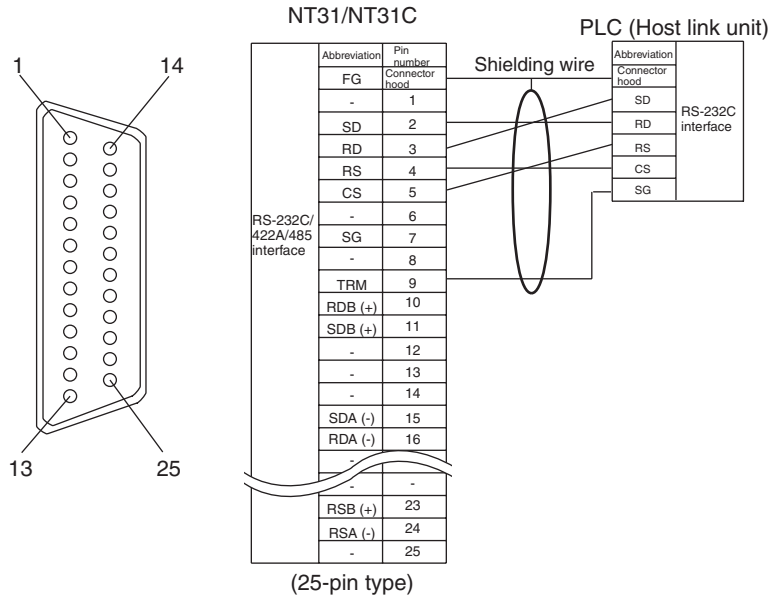 NT31/NT31C
PLC (Host link unit)
1
14
13
25
Shielding wire
RS-232C/
422A/485
interface
Abbreviation Pin number
FG Connector hood
- 1
SD 2
RD 3
RS 4
CS 5
- 6
SG 7
- 8
TRM 9
RDB (+) 10
SDB (+) 11
- 12
- 13
- 14
SDA (-) 15
RDA (-) 16
- -
- -
RSB (+) 23
RSA (-) 24
- 25
(25-pin type)
Abbreviation
Connector
hood
SD
RD
RS
CS
SG
RS-232C
interface